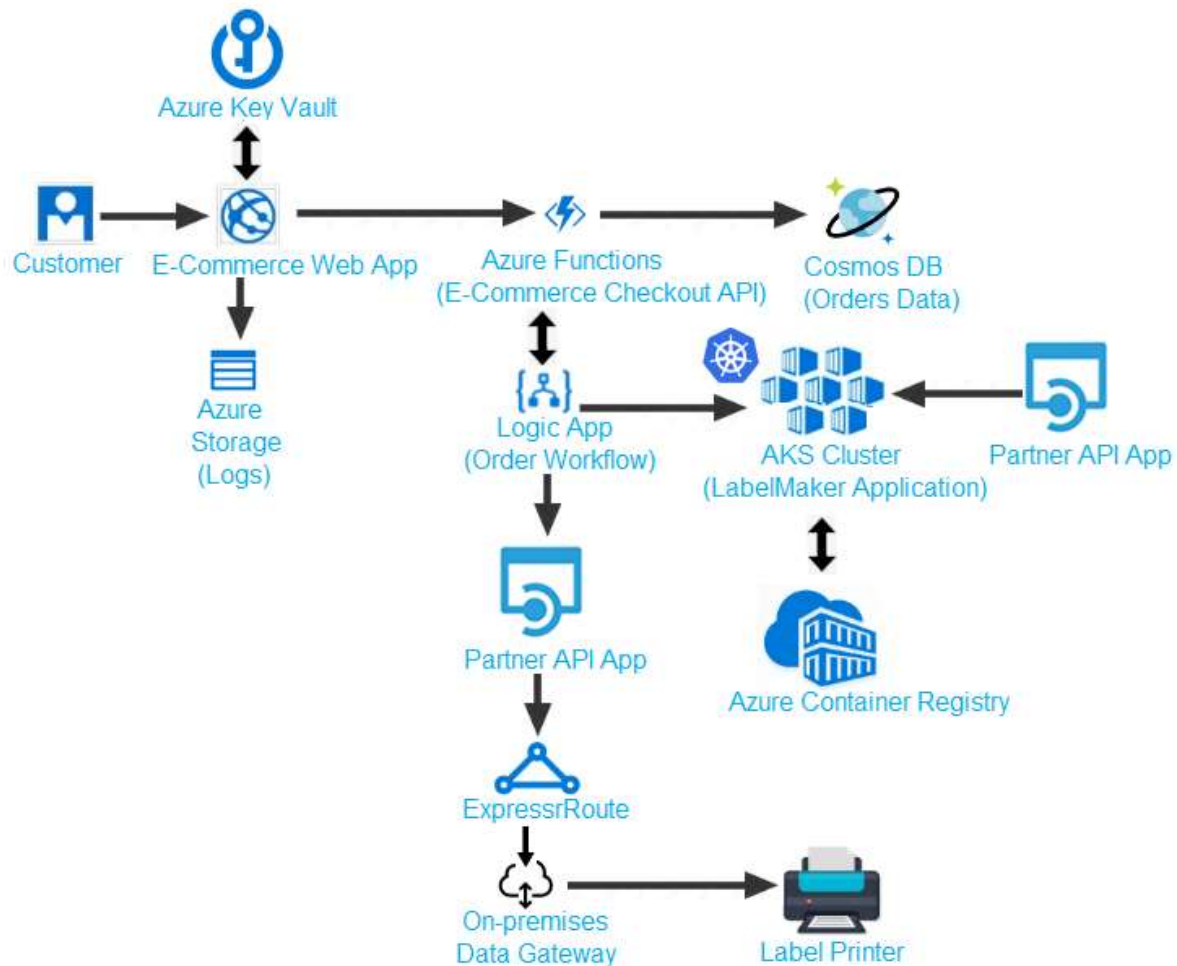 Azure Key Vault
Customer
E-Commerce Web App
Azure Functions
(E-Commerce Checkout API)
Cosmos DB
(Orders Data)
Azure
Storage
(Logs)
Logic App
(Order Workflow)
AKS Cluster
(LabelMaker Application)
Partner API App
Partner API App
Azure Container Registry
ExpressrRoute
On-premises
Data Gateway
Label Printer